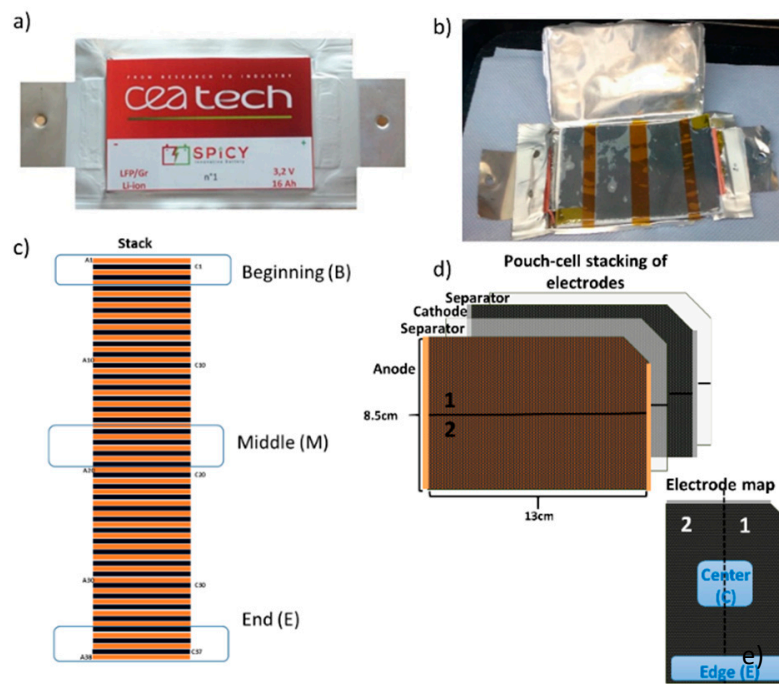 a)
FROM RESEARCH TO INDUSTRY
cea tech
-
+
SPiCY
LFP/Gr
Li-ion
n°1
3,2 V
16 Ah
b)
c)
Stack
A1
C1
Beginning (B)
A10
C10
Middle (M)
A20
C20
A30
C30
End (E)
A38
C37
d)
Pouch-cell stacking of
electrodes
Separator
Cathode
Separator
Anode
1
2
8.5cm
13cm
Electrode map
2
1
Center
(C)
Edge (E)
e)